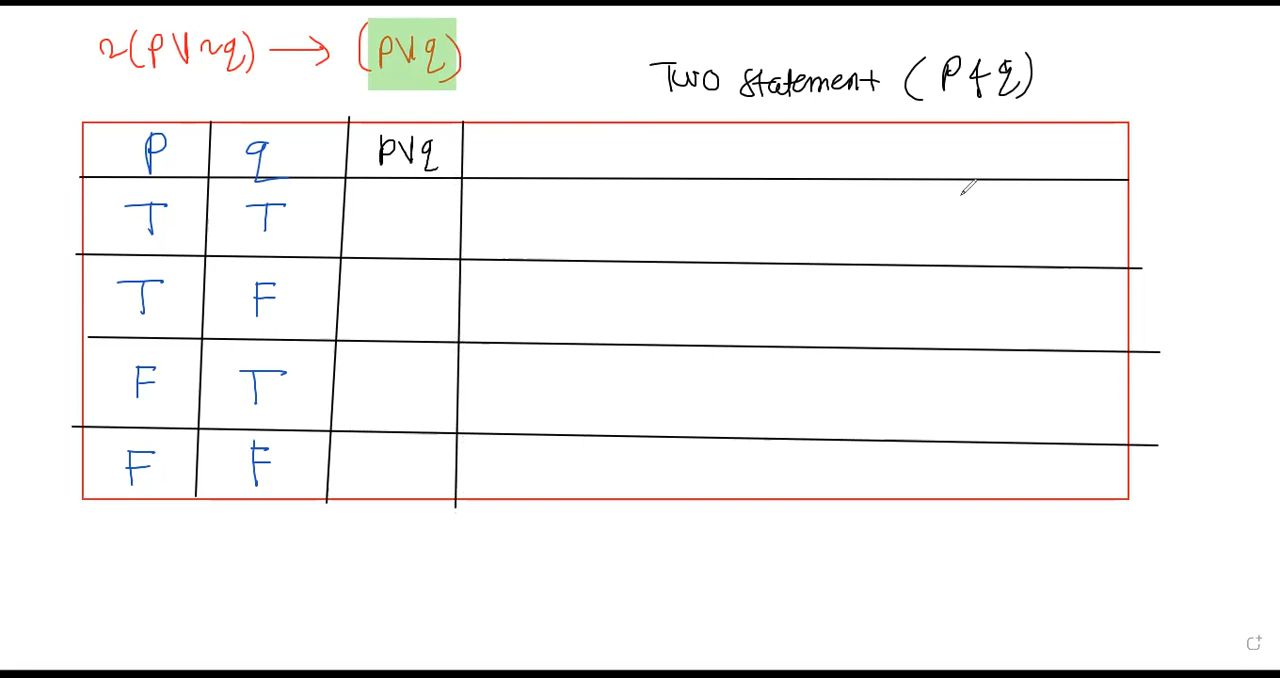 ~(P∨~q) → (P∨q)
Two statement (P & q)
P q P∨q
T T
T F
F T
F F